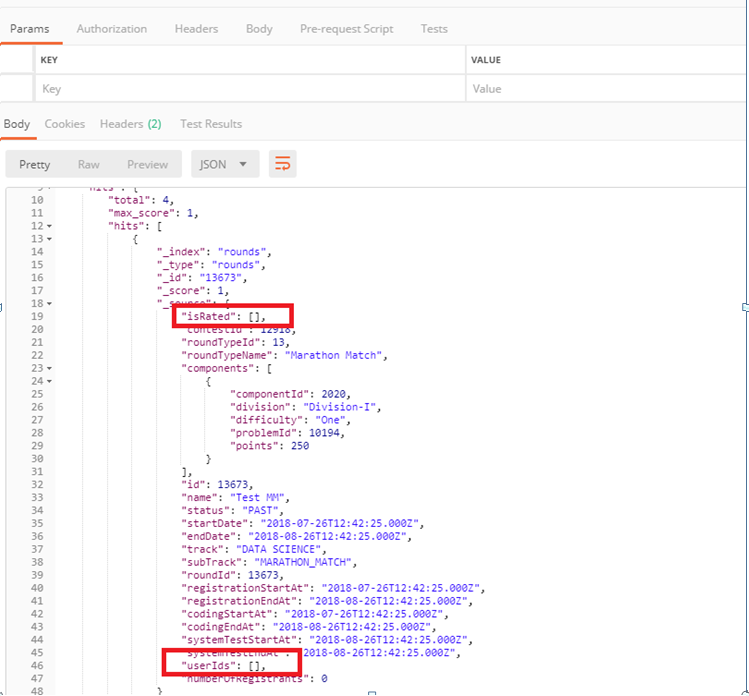 Params Authorization Headers Body Pre-request Script Tests
KEY VALUE
Key Value
Body Cookies Headers (2) Test Results
Pretty Raw Preview JSON
9 "hits": {
10 "total": 4,
11 "max_score": 1,
12 "hits": [
13 {
14 "_index": "rounds",
15 "_type": "rounds",
16 "_id": "13673",
17 "_score": 1,
18 "_source": {
19 "isRated": [],
20 "contestId": 12918,
21 "roundTypeId": 13,
22 "roundTypeName": "Marathon Match",
23 "components": [
24 {
25 "componentId": 2020,
26 "division": "Division-I",
27 "difficulty": "One",
28 "problemId": 10194,
29 "points": 250
30 }
31 ],
32 "id": 13673,
33 "name": "Test MM",
34 "status": "PAST",
35 "startDate": "2018-07-26T12:42:25.000Z",
36 "endDate": "2018-08-26T12:42:25.000Z",
37 "track": "DATA SCIENCE",
38 "subTrack": "MARATHON_MATCH",
39 "roundId": 13673,
40 "registrationStartAt": "2018-07-26T12:42:25.000Z",
41 "registrationEndAt": "2018-08-26T12:42:25.000Z",
42 "codingStartAt": "2018-07-26T12:42:25.000Z",
43 "codingEndAt": "2018-08-26T12:42:25.000Z",
44 "systemTestStartAt": "2018-08-26T12:42:25.000Z",
45 "systemTestEndAt": "2018-08-26T12:42:25.000Z",
46 "userIds": [],
47 "numberOfRegistrants": 0
48 }